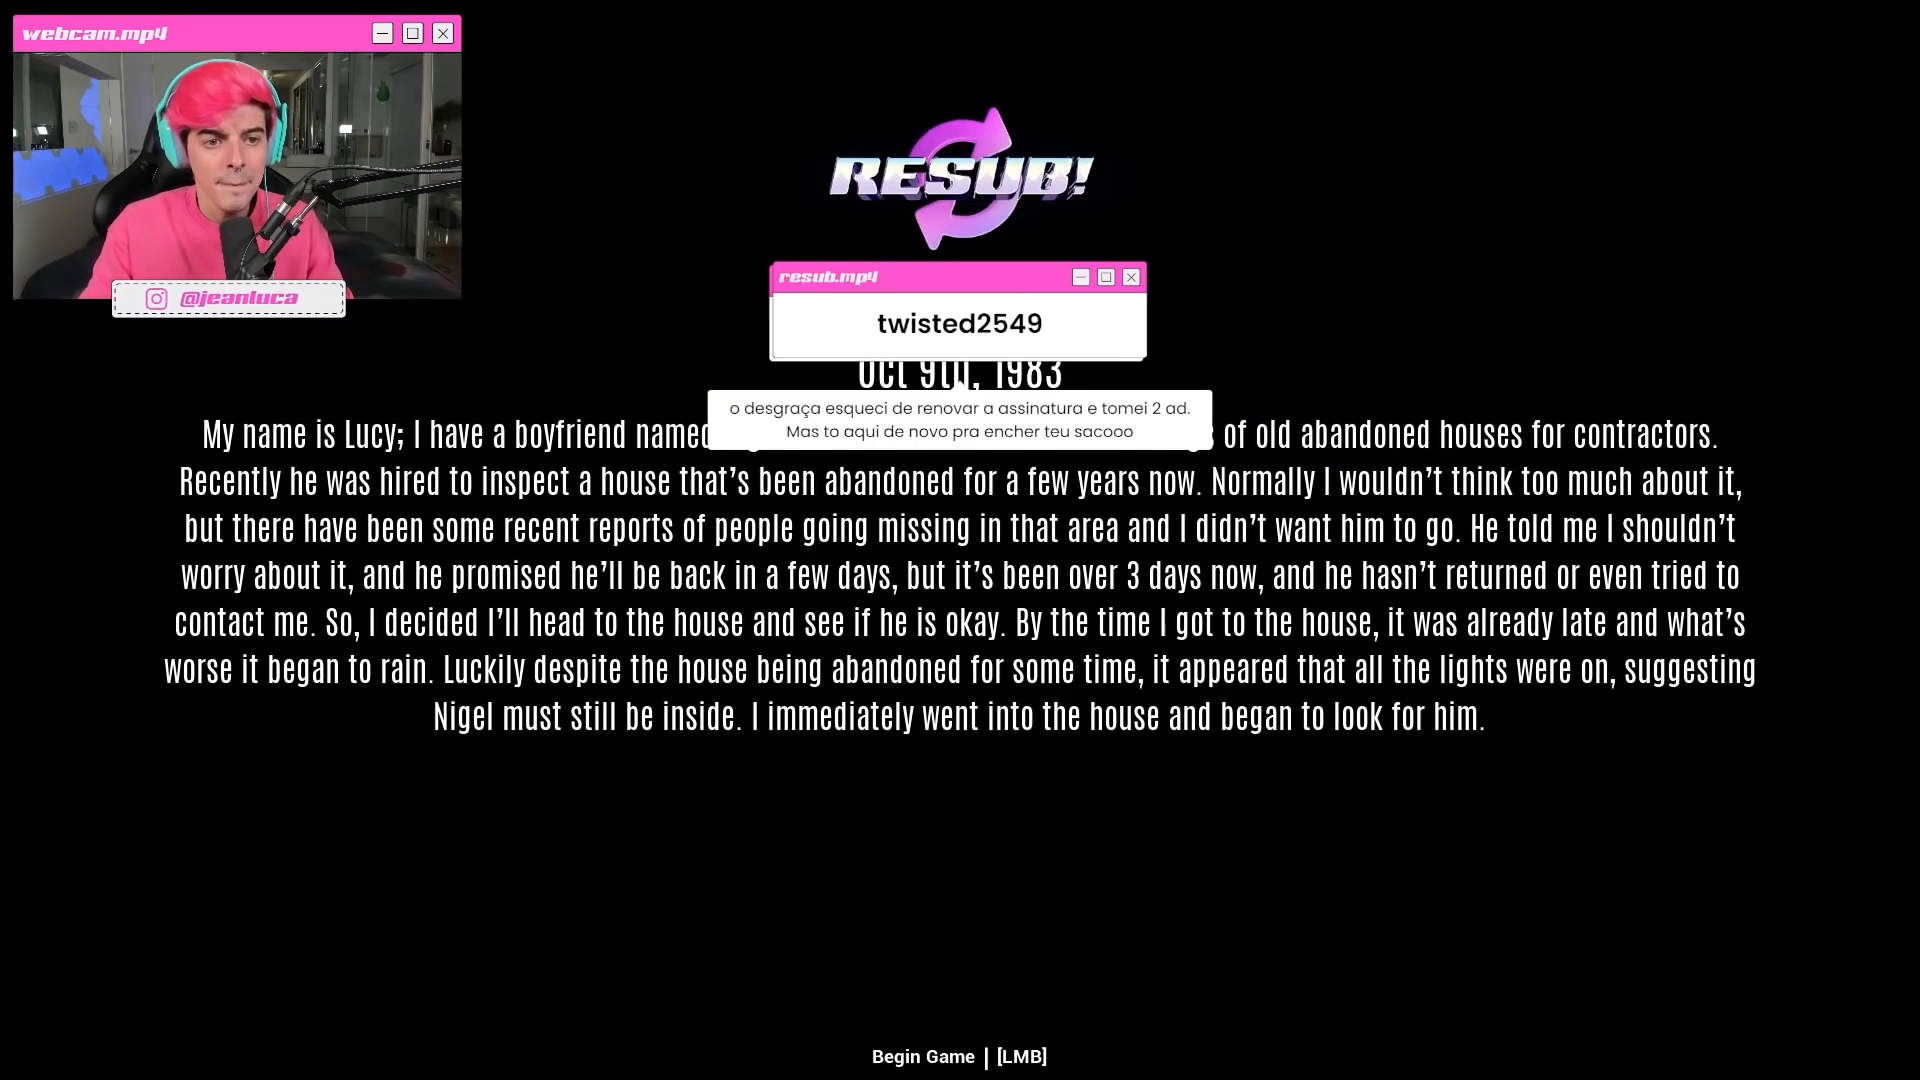 webcam.mp4
@jeanluca
RESUB!
resub.mp4
twisted2549
Oct 9th, 1983
o desgraça esqueci de renovar a assinatura e tomei 2 ad.
Mas to aqui de novo pra encher teu sacooo
My name is Lucy; I have a boyfriend named of old abandoned houses for contractors.
Recently he was hired to inspect a house that’s been abandoned for a few years now. Normally I wouldn’t think too much about it,
but there have been some recent reports of people going missing in that area and I didn’t want him to go. He told me I shouldn’t
worry about it, and he promised he’ll be back in a few days, but it’s been over 3 days now, and he hasn’t returned or even tried to
contact me. So, I decided I’ll head to the house and see if he is okay. By the time I got to the house, it was already late and what’s
worse it began to rain. Luckily despite the house being abandoned for some time, it appeared that all the lights were on, suggesting
Nigel must still be inside. I immediately went into the house and began to look for him.
Begin Game | [LMB]